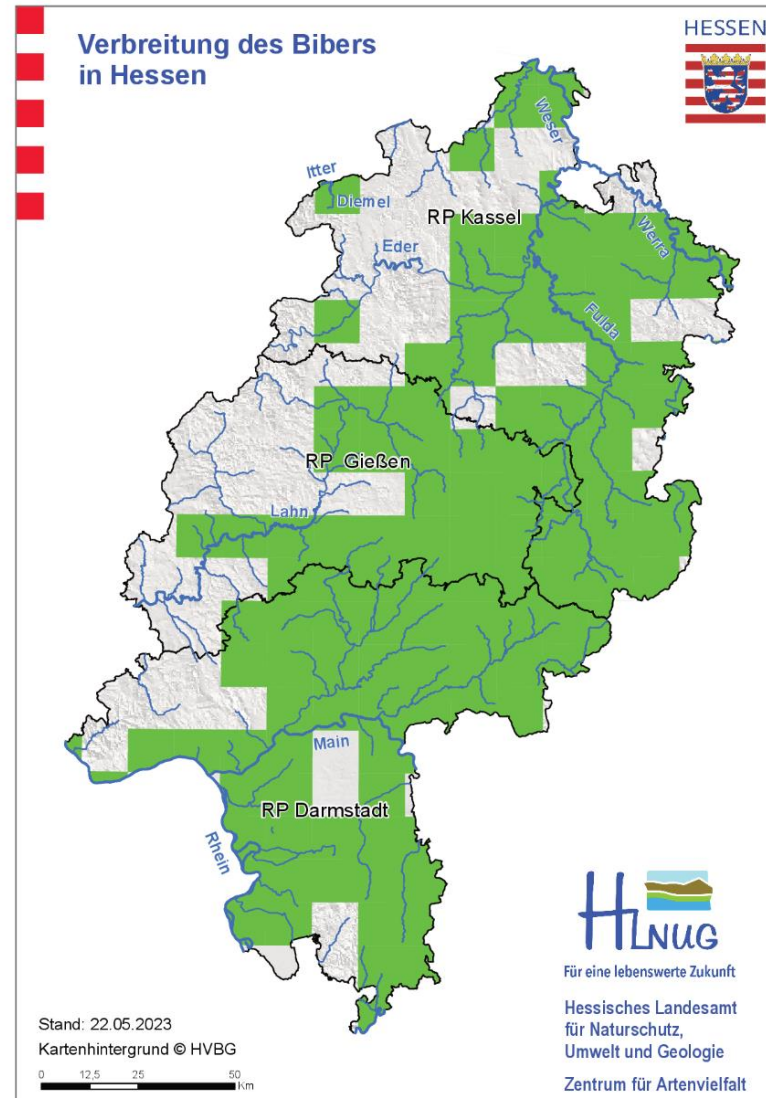 Verbreitung des Bibers
in Hessen
HESSEN
Weser
Itter
Diemel
RP Kassel
Werra
Eder
Fulda
RP Gießen
Lahn
Main
RP Darmstadt
Rhein
HLNUG
Für eine lebenswerte Zukunft
Hessisches Landesamt
für Naturschutz,
Umwelt und Geologie
Zentrum für Artenvielfalt
Stand: 22.05.2023
Kartenhintergrund © HVBG
0 12,5 25 50
Km